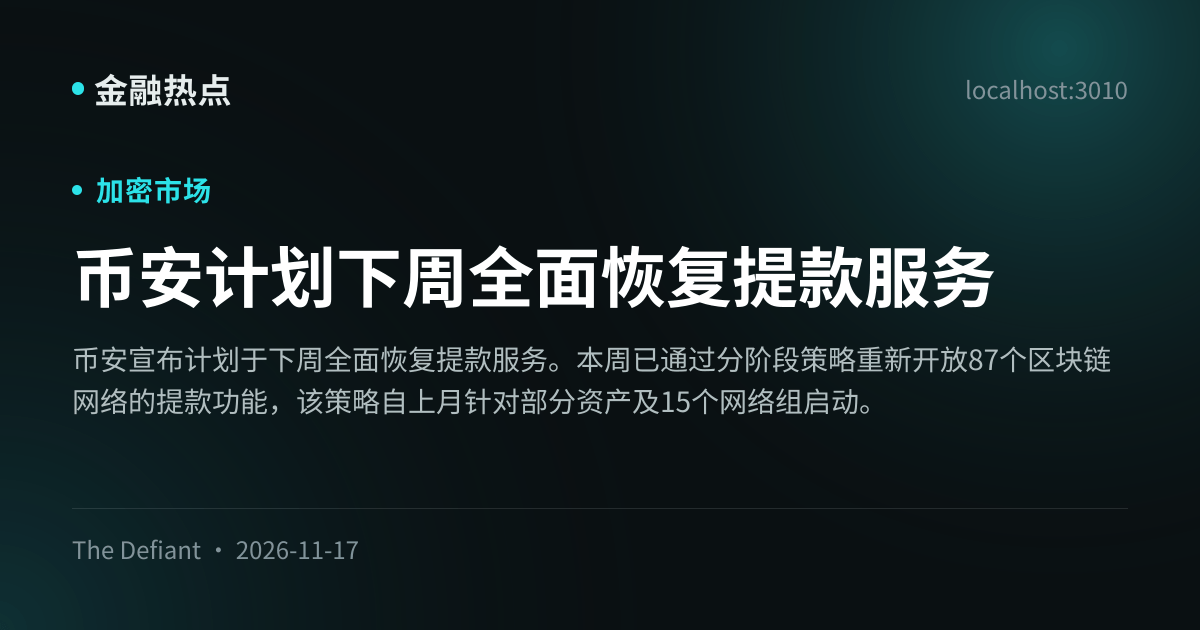 金融热点
localhost:3010
加密市场
币安计划下周全面恢复提款服务
币安宣布计划于下周全面恢复提款服务。本周已通过分阶段策略重新开放87个区块链
网络的提款功能，该策略自上月针对部分资产及15个网络组启动。
The Defiant • 2026-11-17